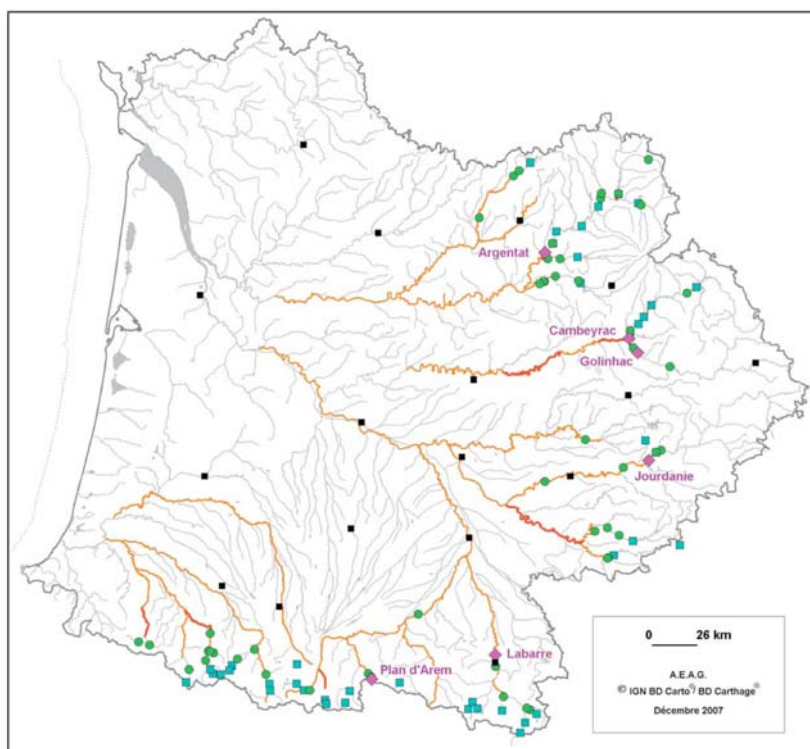 Argentat
Cambeyrac
Golinhac
Jourdanie
Labarre
Plan d'Arem
0 26 km
A.E.A.G.
© IGN BD Carto®/ BD Carthage®
Décembre 2007